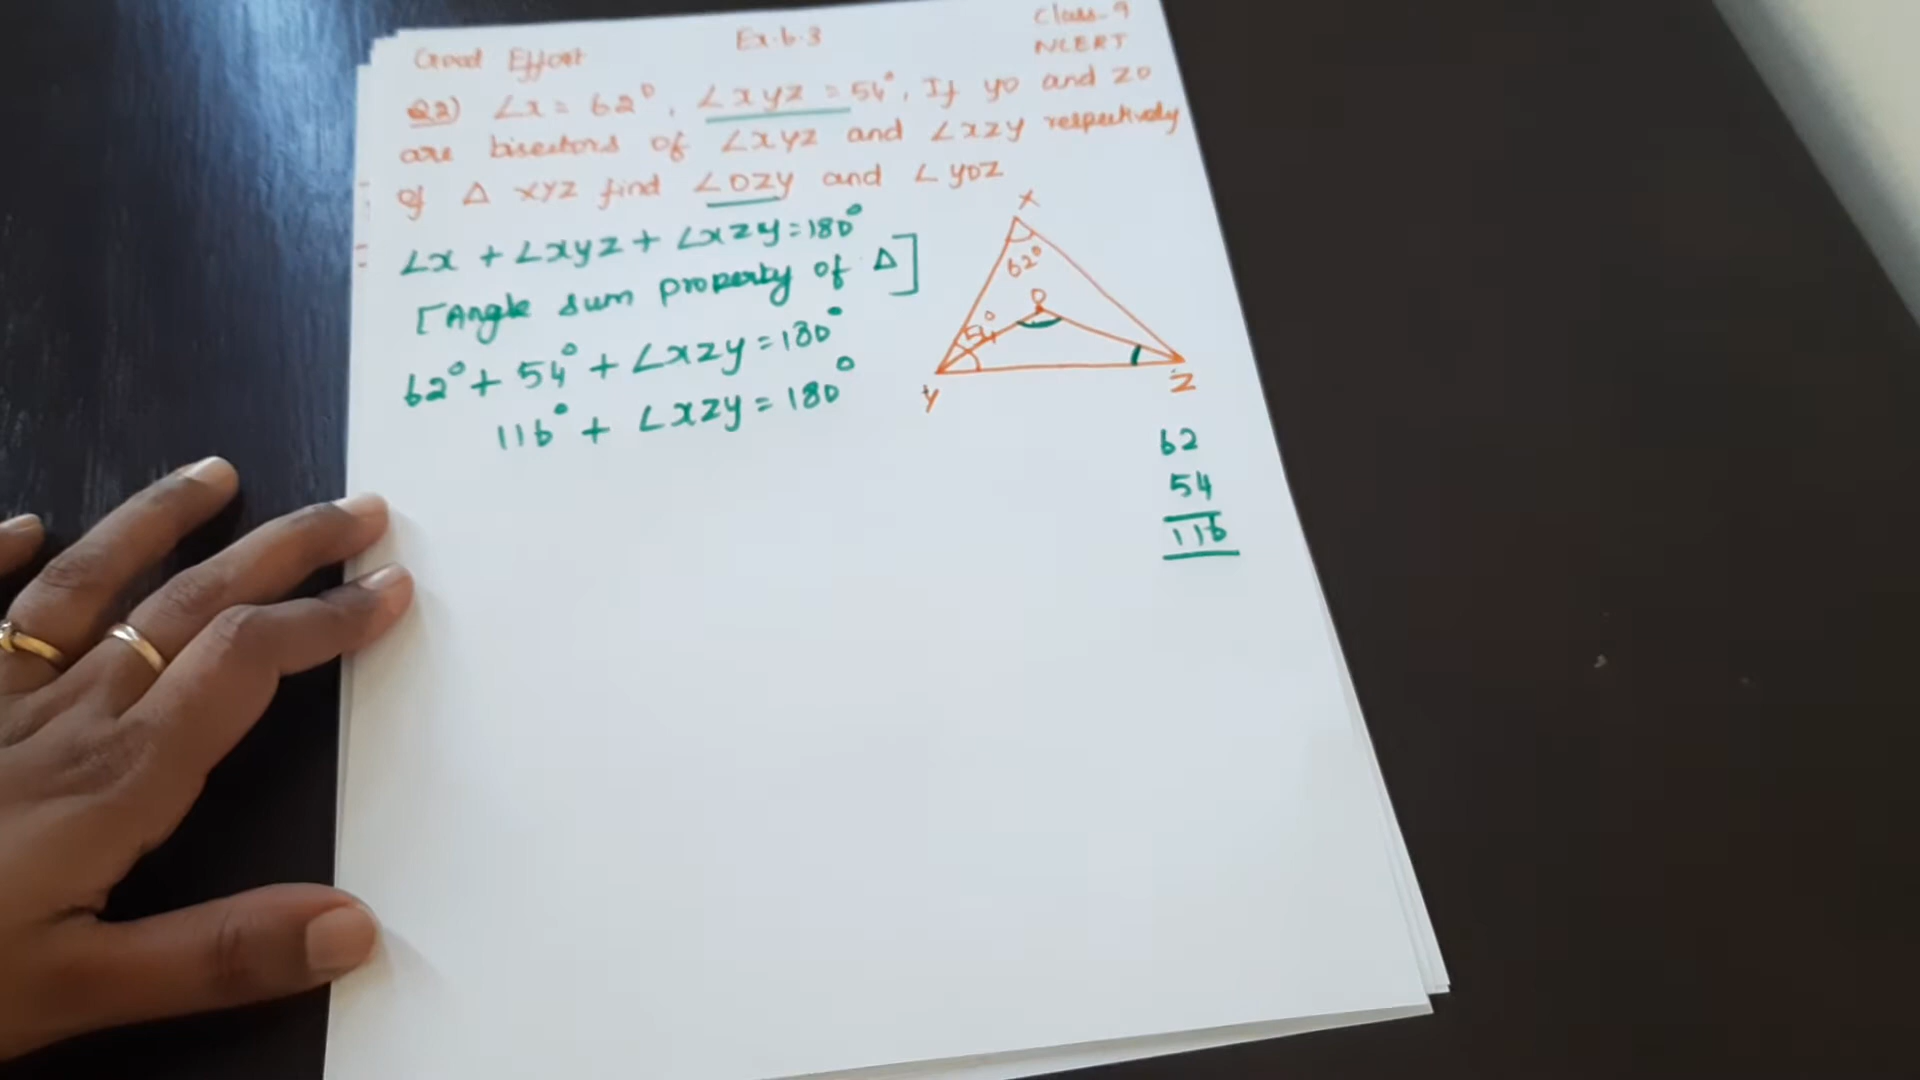 Good Effort
Ex.6.3
Class-9
NCERT
Q2) ∠x = 62°, ∠xyz = 54°, If yo and zo
are bisectors of ∠xyz and ∠xzy respectively
of Δ xyz find ∠OZy and ∠yoz
∠x + ∠xyz + ∠xzy = 180°
[Angle sum property of Δ]
62° + 54° + ∠xzy = 180°
116° + ∠xzy = 180°
X
62°
O
54°
Y
Z
62
54
116